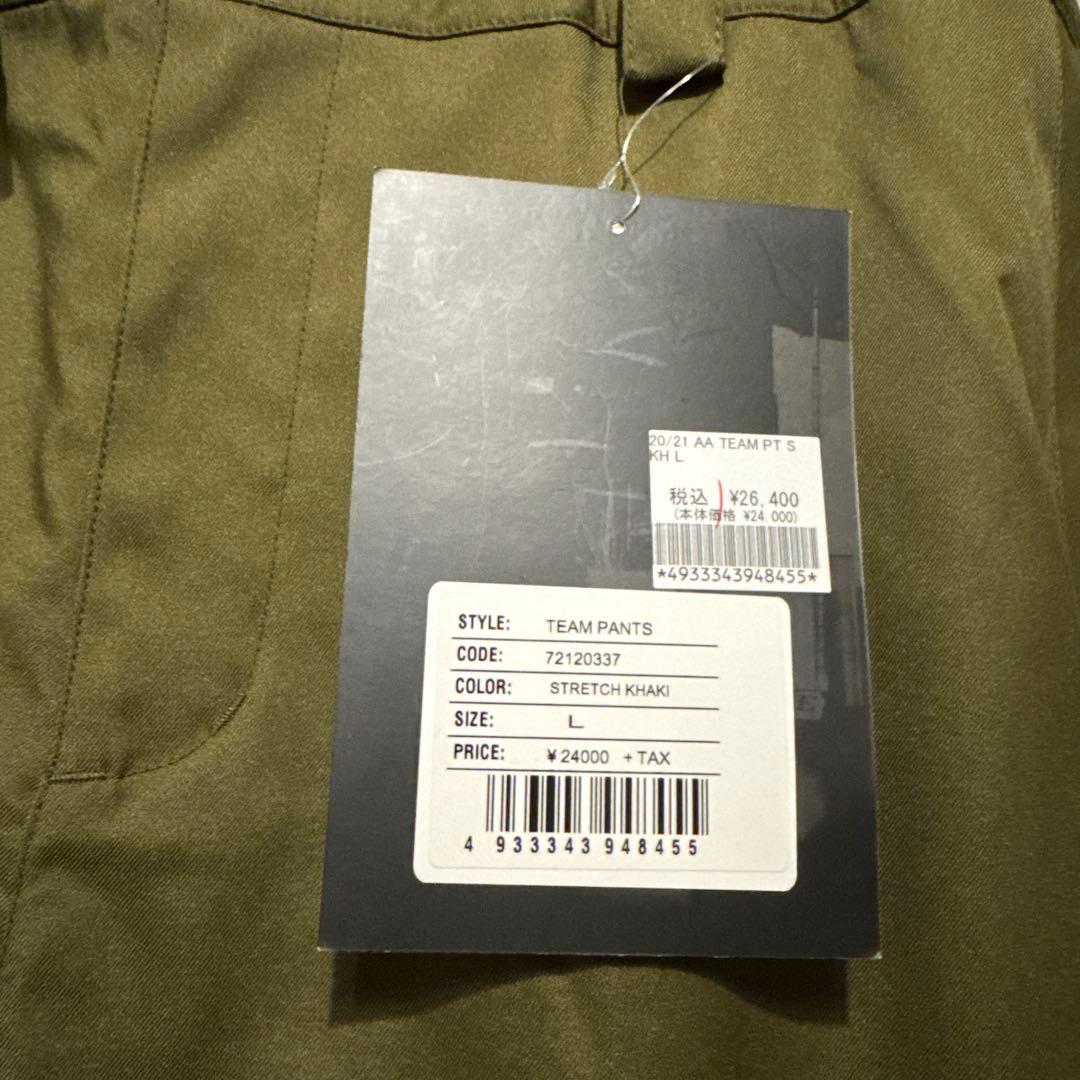 20/21 AA TEAM PT S
KH L
税込 ¥26,400
(本体価格 ¥24,000)
*4933343948455*
STYLE: TEAM PANTS
CODE: 72120337
COLOR: STRETCH KHAKI
SIZE: L
PRICE: ¥24000 +TAX
4 933343 948455